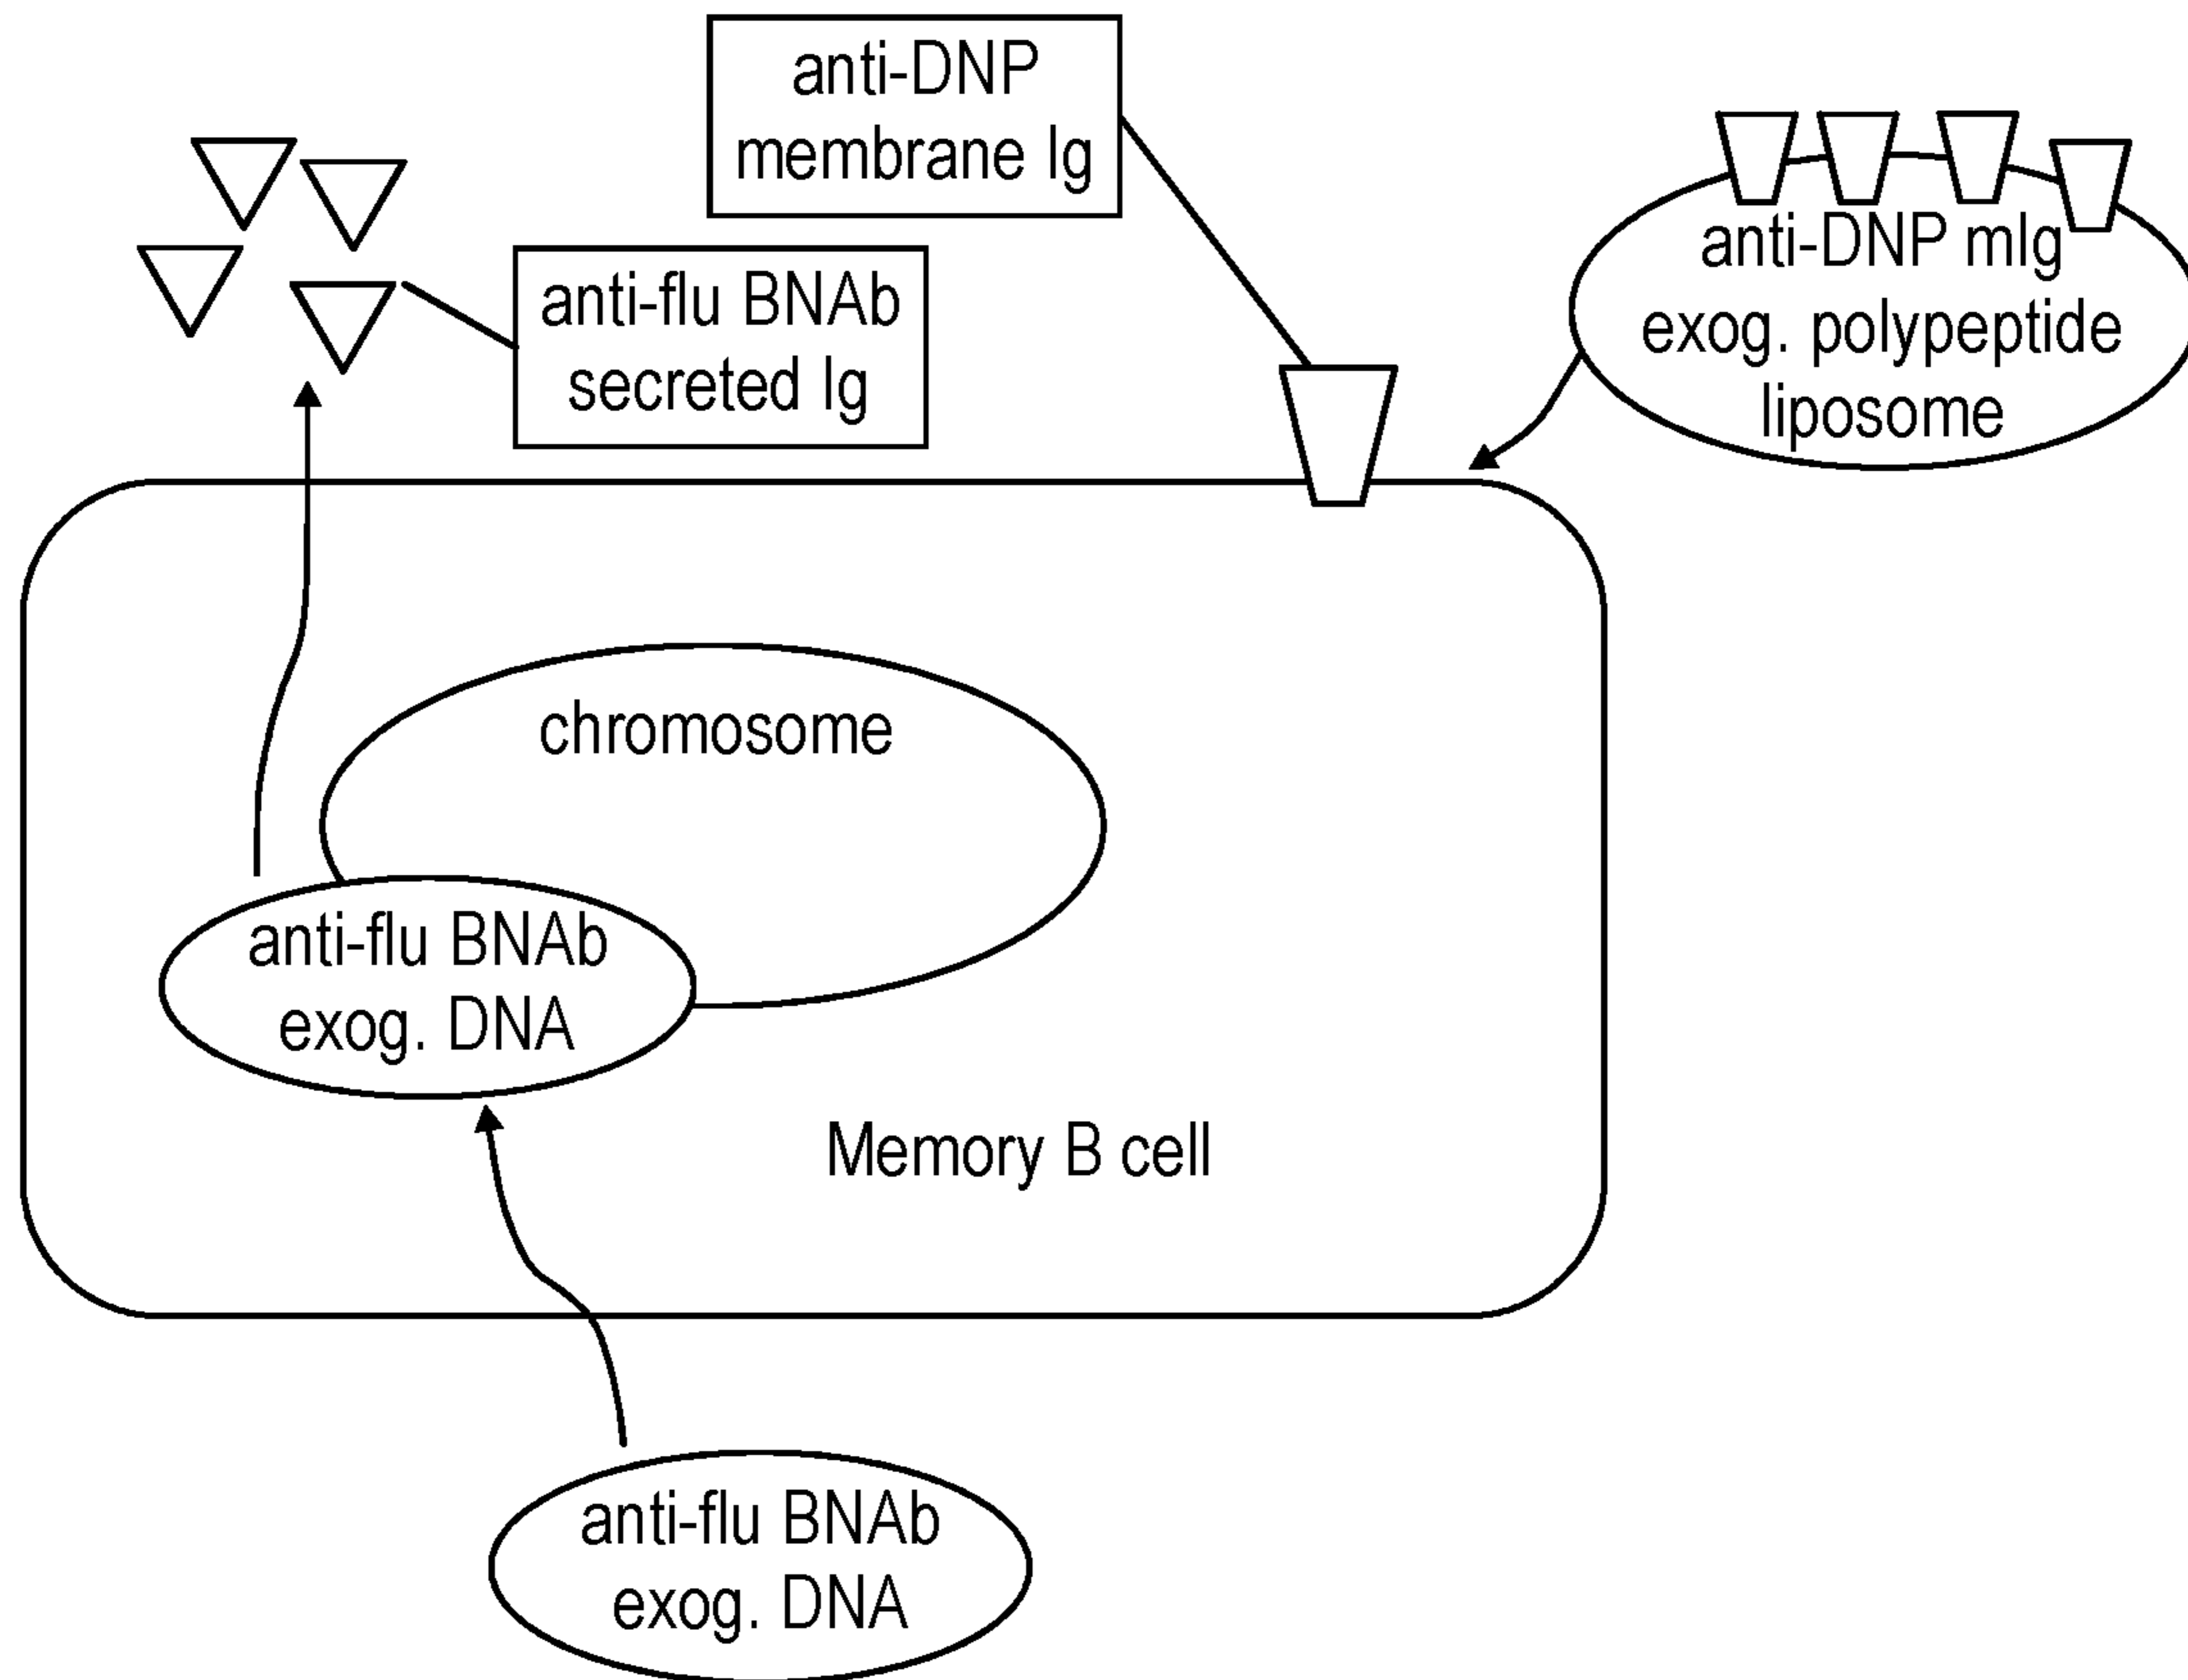 anti-DNP
membrane Ig
anti-flu BNAb
secreted Ig
anti-DNP mIg
exog. polypeptide
liposome
chromosome
anti-flu BNAb
exog. DNA
Memory B cell
anti-flu BNAb
exog. DNA